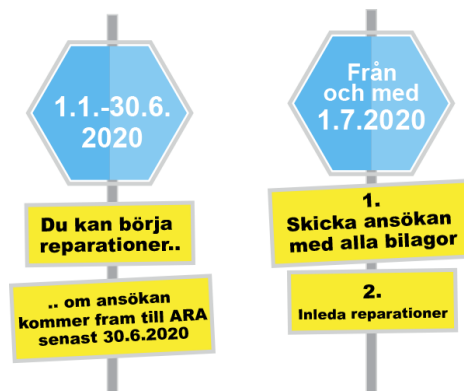 1.1.-30.6.
2020
Du kan börja
reparationer..
.. om ansökan
kommer fram till ARA
senast 30.6.2020
Från
och med
1.7.2020
1.
Skicka ansökan
med alla bilagor
2.
Inleda reparationer